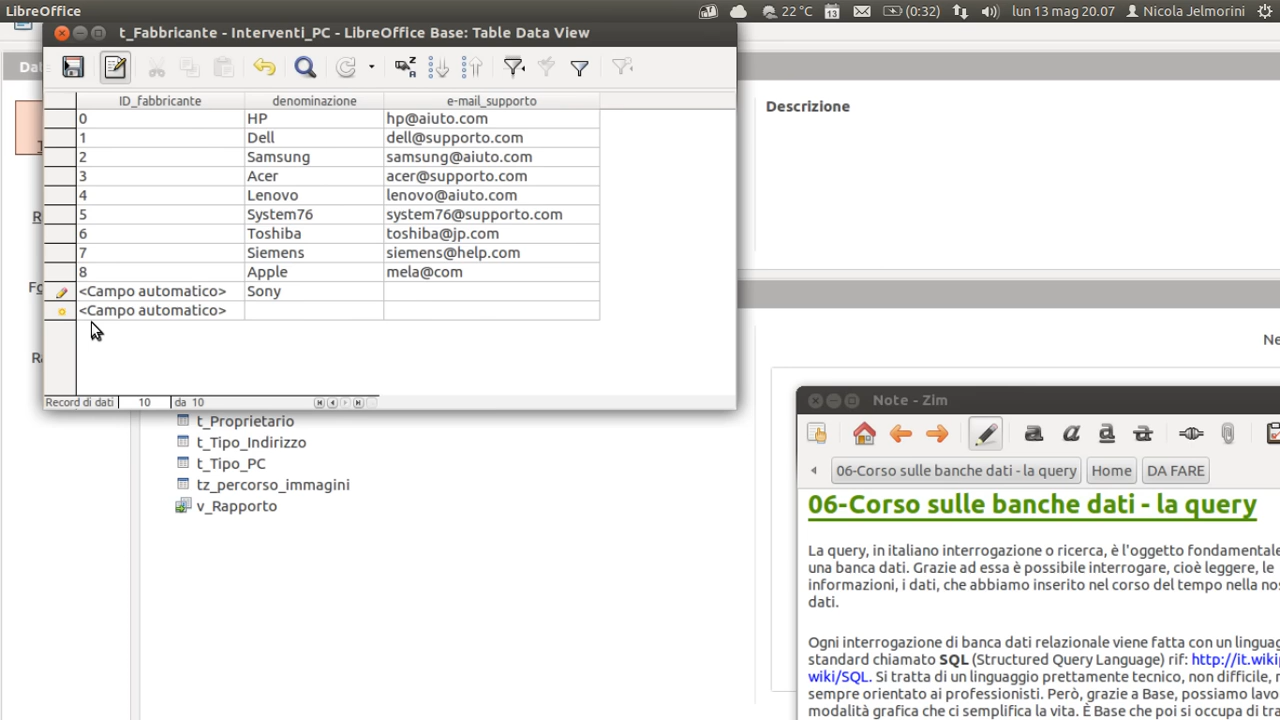 LibreOffice
22 °C
13
(0:32)
lun 13 mag 20.07
Nicola Jelmorini
t_Fabbricante - Interventi_PC - LibreOffice Base: Table Data View
ID_fabbricante denominazione e-mail_supporto
0 HP hp@aiuto.com
1 Dell dell@supporto.com
2 Samsung samsung@aiuto.com
3 Acer acer@supporto.com
4 Lenovo lenovo@aiuto.com
5 System76 system76@supporto.com
6 Toshiba toshiba@jp.com
7 Siemens siemens@help.com
8 Apple mela@com
<Campo automatico> Sony
<Campo automatico>
Record di dati 10 da 10
Descrizione
t_Proprietario
t_Tipo_Indirizzo
t_Tipo_PC
tz_percorso_immagini
v_Rapporto
Note - Zim
06-Corso sulle banche dati - la query Home DA FARE
06-Corso sulle banche dati - la query
La query, in italiano interrogazione o ricerca, è l'oggetto fondamentale
una banca dati. Grazie ad essa è possibile interrogare, cioè leggere, le
informazioni, i dati, che abbiamo inserito nel corso del tempo nella
dati.
Ogni interrogazione di banca dati relazionale viene fatta con un
standard chiamato SQL (Structured Query Language) rif: http://it.wikip
wiki/SQL. Si tratta di un linguaggio prettamente tecnico, non difficile,
sempre orientato ai professionisti. Però, grazie a Base, possiamo
modalità grafica che ci semplifica la vita. È Base che poi si occupa di